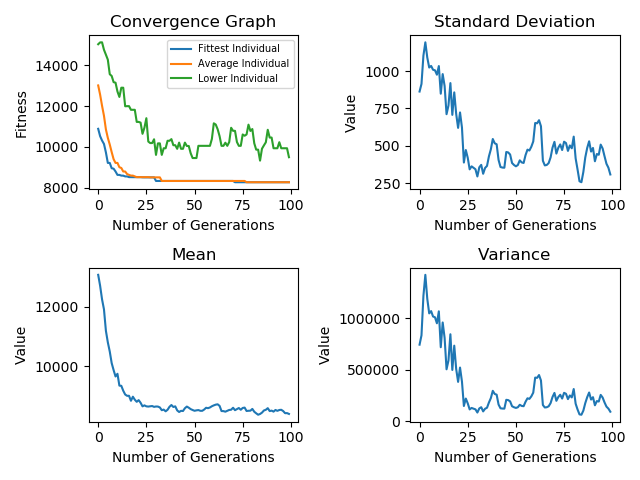 Convergence Graph
Fitness
14000
12000
10000
8000
Fittest Individual
Average Individual
Lower Individual
0 25 50 75 100
Number of Generations
Standard Deviation
Value
1000
750
500
250
0 25 50 75 100
Number of Generations
Mean
Value
12000
10000
0 25 50 75 100
Number of Generations
Variance
Value
1000000
500000
0
0 25 50 75 100
Number of Generations